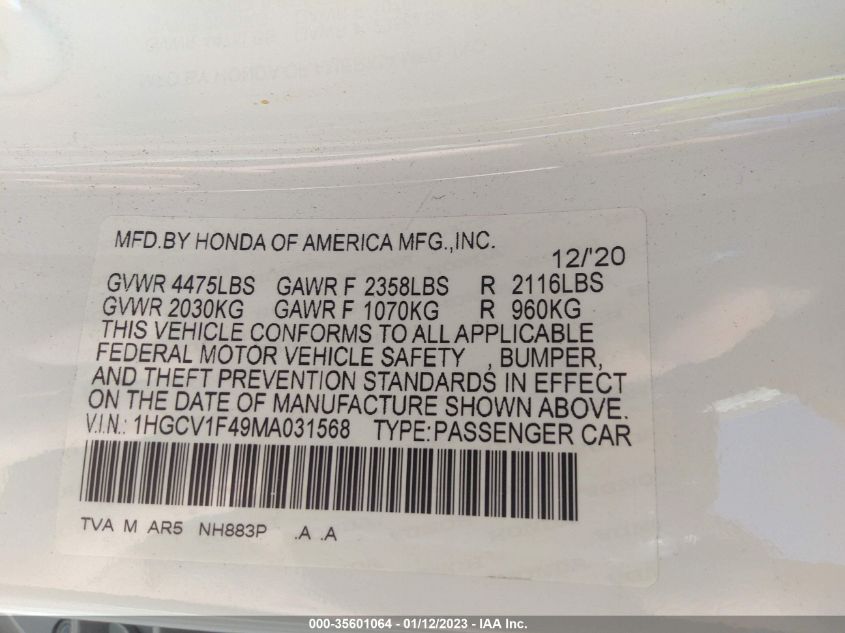 MFD.BY HONDA OF AMERICA MFG.,INC.
12/'20
GVWR 4475LBS GAWR F 2358LBS R 2116LBS
GVWR 2030KG GAWR F 1070KG R 960KG
THIS VEHICLE CONFORMS TO ALL APPLICABLE
FEDERAL MOTOR VEHICLE SAFETY , BUMPER,
AND THEFT PREVENTION STANDARDS IN EFFECT
ON THE DATE OF MANUFACTURE SHOWN ABOVE.
V.I.N.: 1HGCV1F49MA031568 TYPE:PASSENGER CAR
TVA M AR5 NH883P .A .A
000-35601064 - 01/12/2023 - IAA Inc.